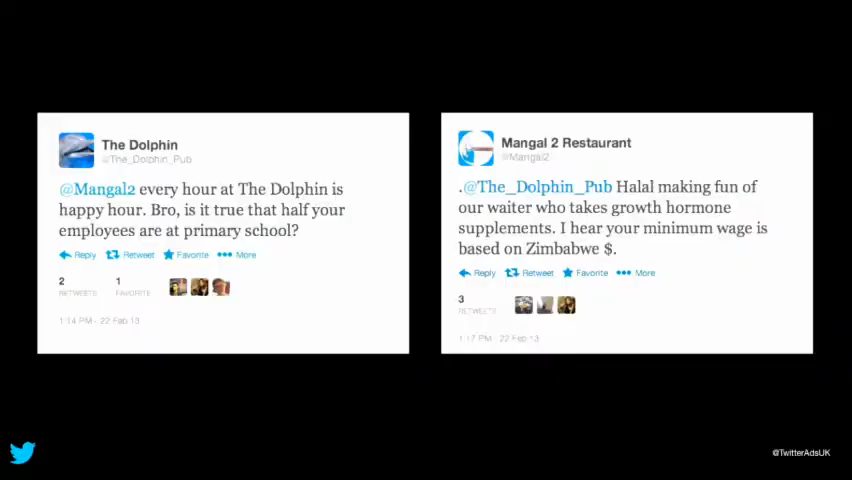 The Dolphin
@The_Dolphin_Pub
@Mangal2 every hour at The Dolphin is
happy hour. Bro, is it true that half your
employees are at primary school?
Reply Retweet Favorite More
2 1
RETWEETS FAVORITE
1:14 PM - 22 Feb 13
Mangal 2 Restaurant
@Mangal2
.@The_Dolphin_Pub Halal making fun of
our waiter who takes growth hormone
supplements. I hear your minimum wage is
based on Zimbabwe $.
Reply Retweet Favorite More
3
RETWEETS
1:17 PM - 22 Feb 13
@TwitterAdsUK